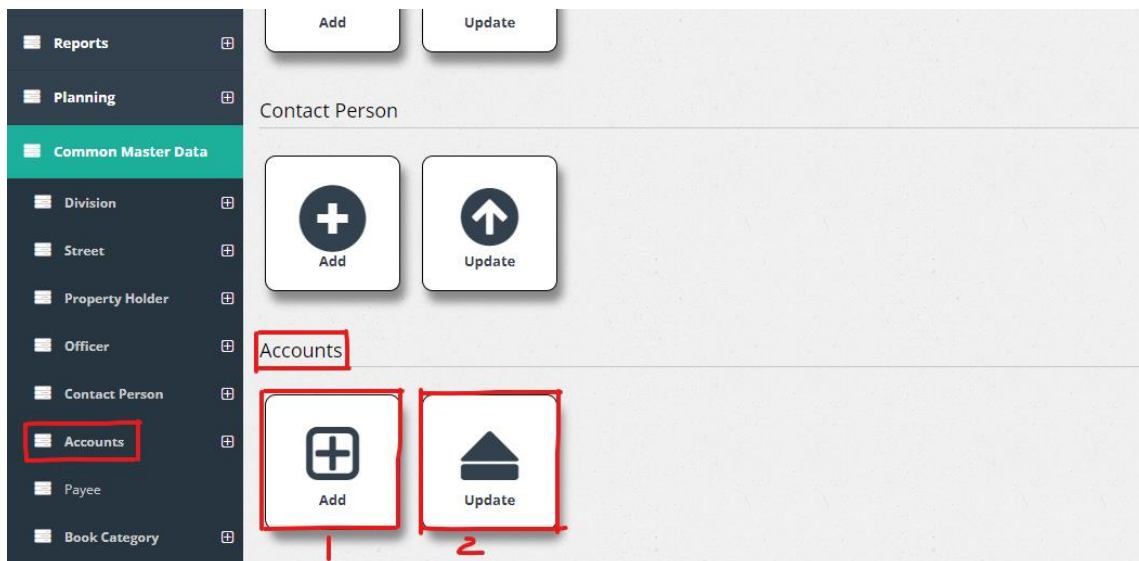 Reports
Planning
Common Master Data
Division
Street
Property Holder
Officer
Contact Person
Accounts
Payee
Book Category
Add Update
Contact Person
Add Update
Accounts
Add Update
1 2